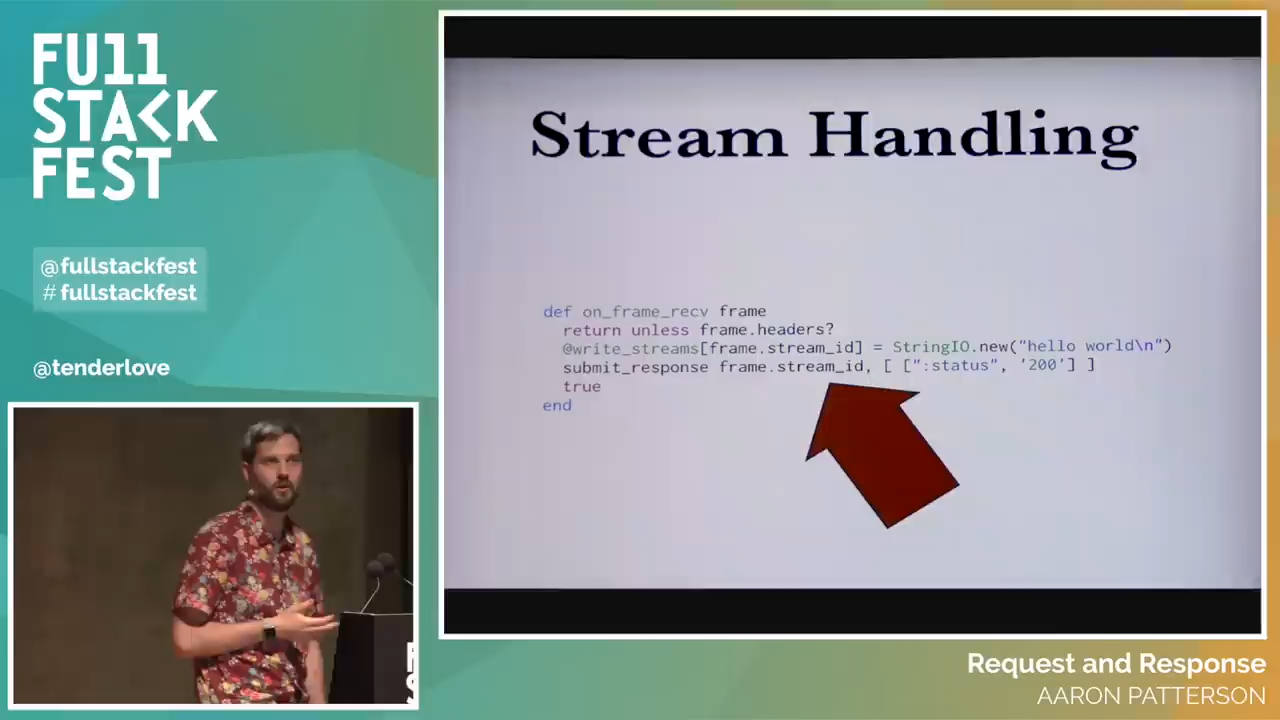 FULL
STACK
FEST
@fullstackfest
# fullstackfest
@tenderlove
Stream Handling
def on_frame_recv frame
return unless frame.headers?
@write_streams[frame.stream_id] = StringIO.new("hello world\n")
submit_response frame.stream_id, [ [":status", '200'] ]
true
end
Request and Response
AARON PATTERSON